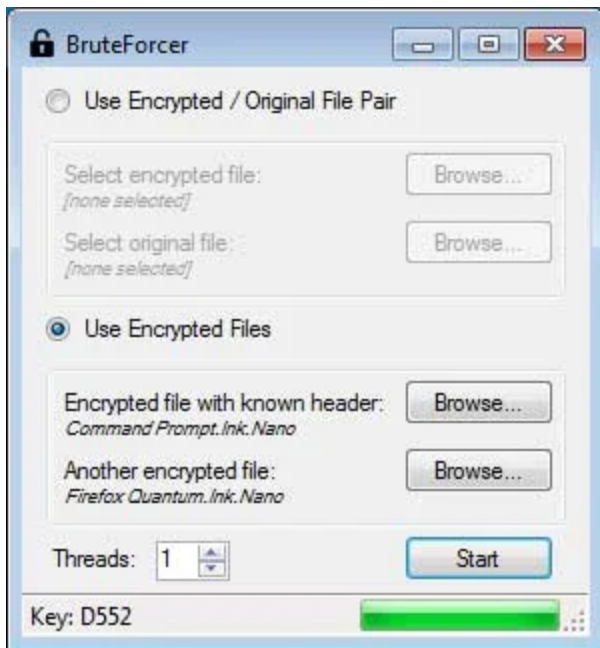 BruteForcer
Use Encrypted / Original File Pair
Select encrypted file:
Browse...
[none selected]
Select original file:
Browse...
[none selected]
Use Encrypted Files
Encrypted file with known header:
Browse...
Command Prompt.lnk.Nano
Another encrypted file:
Browse...
Firefox Quantum.lnk.Nano
Threads: 1
Start
Key: D552